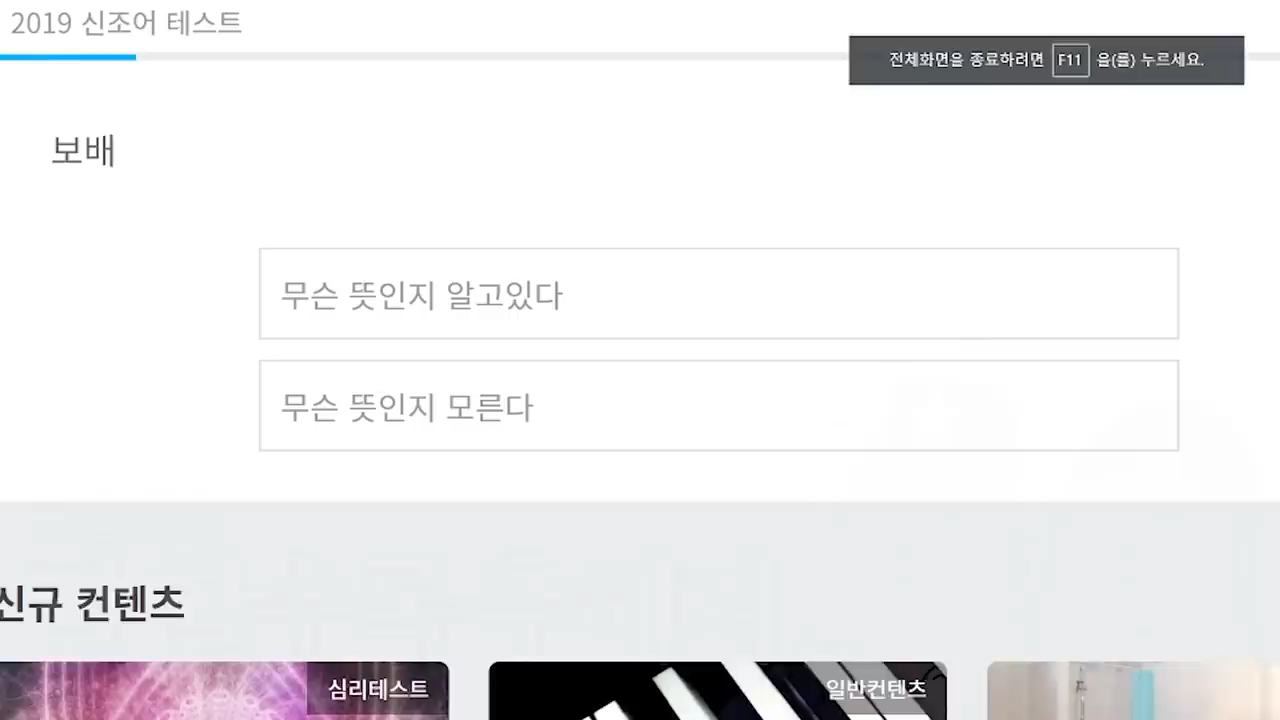 2019 신조어 테스트
전체화면을 종료하려면 F11 을(를) 누르세요.
보배
무슨 뜻인지 알고있다
무슨 뜻인지 모른다
신규 컨텐츠
심리테스트
일반컨텐츠